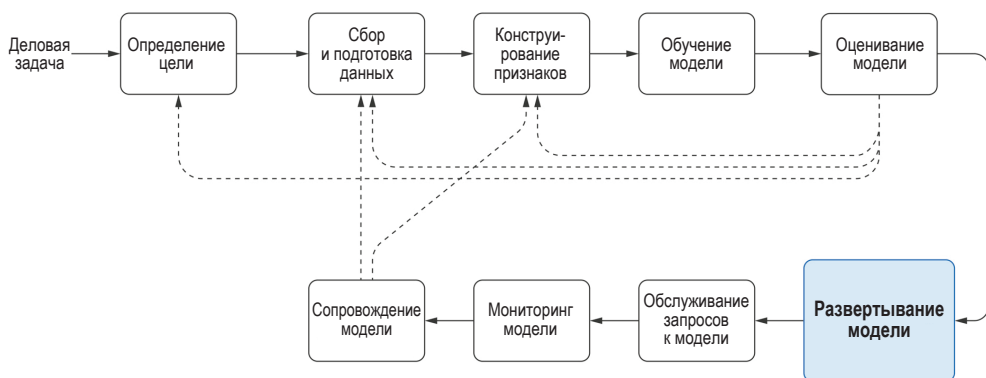 Деловая
задача
Определение
цели
Сбор
и подготовка
данных
Конструи-
рование
признаков
Обучение
модели
Оценивание
модели
Сопровождение
модели
Мониторинг
модели
Обслуживание
запросов
к модели
Развертывание
модели